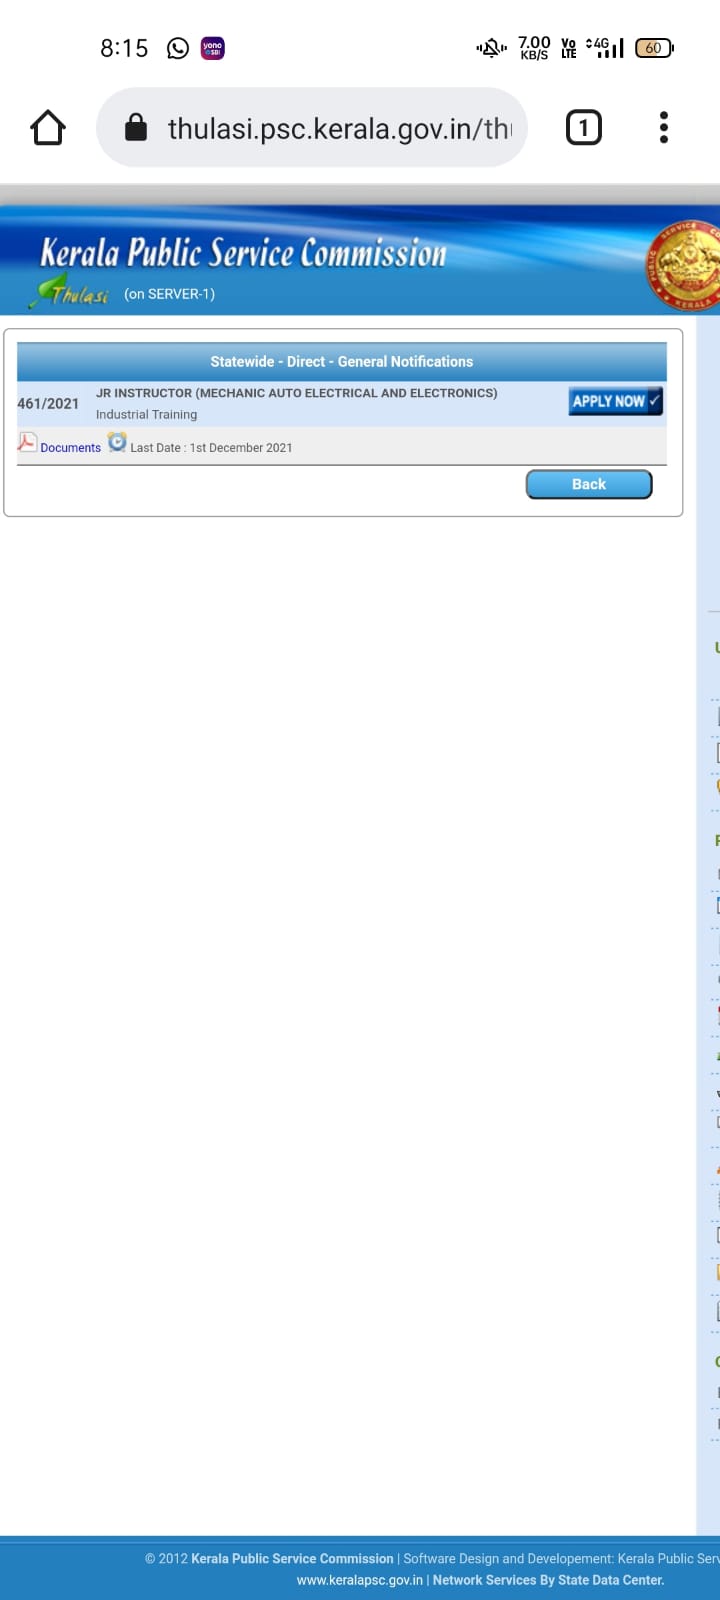 8:15 yono SBI 7.00 KB/S Vo LTE 4G 60
thulasi.psc.kerala.gov.in/th
1
Kerala Public Service Commission
Thulasi (on SERVER-1)
Statewide - Direct - General Notifications
461/2021
JR INSTRUCTOR (MECHANIC AUTO ELECTRICAL AND ELECTRONICS)
Industrial Training
APPLY NOW ✓
Documents Last Date : 1st December 2021
Back
© 2012 Kerala Public Service Commission | Software Design and Developement: Kerala Public Serv
www.keralapsc.gov.in | Network Services By State Data Center.